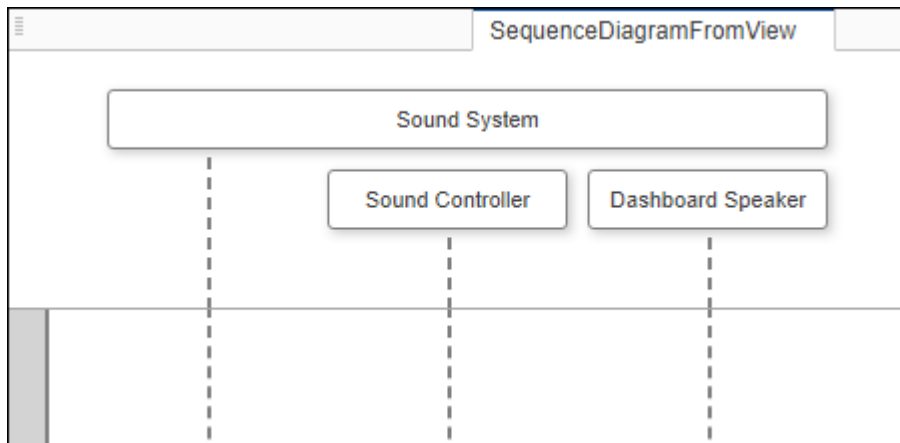 SequenceDiagramFromView
Sound System
Sound Controller
Dashboard Speaker